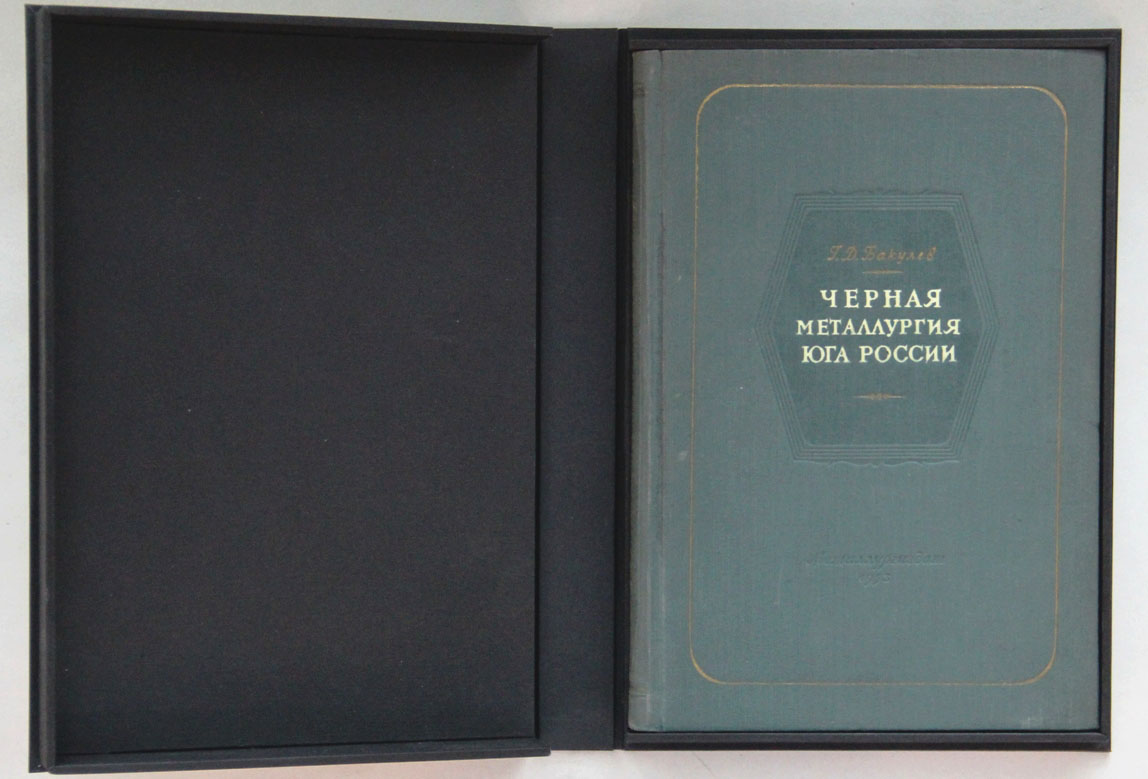 Г. Д. Бакулев
ЧЕРНАЯ
МЕТАЛЛУРГИЯ
ЮГА РОССИИ
Металлургиздат
1953